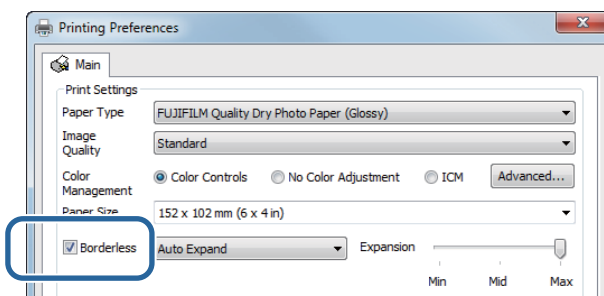 Printing Preferences
Main
Print Settings
Paper Type FUJIFILM Quality Dry Photo Paper (Glossy)
Image Quality Standard
Color Management Color Controls No Color Adjustment ICM Advanced...
Paper Size 152 x 102 mm (6 x 4 in)
Borderless Auto Expand Expansion
Min Mid Max